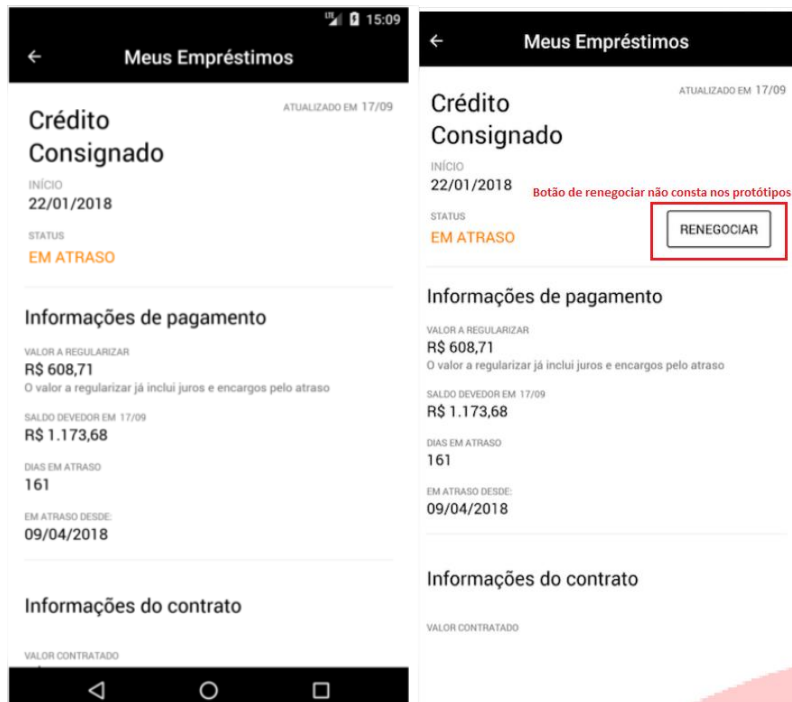 LTE 15:09
Meus Empréstimos
Crédito
Consignado
ATUALIZADO EM 17/09
INÍCIO
22/01/2018
STATUS
EM ATRASO
Informações de pagamento
VALOR A REGULARIZAR
R$ 608,71
O valor a regularizar já inclui juros e encargos pelo atraso
SALDO DEVEDOR EM 17/09
R$ 1.173,68
DIAS EM ATRASO
161
EM ATRASO DESDE:
09/04/2018
Informações do contrato
VALOR CONTRATADO
Meus Empréstimos
Crédito
Consignado
ATUALIZADO EM 17/09
INÍCIO
22/01/2018
Botão de renegociar não consta nos protótipos
STATUS
EM ATRASO
RENEGOCIAR
Informações de pagamento
VALOR A REGULARIZAR
R$ 608,71
O valor a regularizar já inclui juros e encargos pelo atraso
SALDO DEVEDOR EM 17/09
R$ 1.173,68
DIAS EM ATRASO
161
EM ATRASO DESDE:
09/04/2018
Informações do contrato
VALOR CONTRATADO